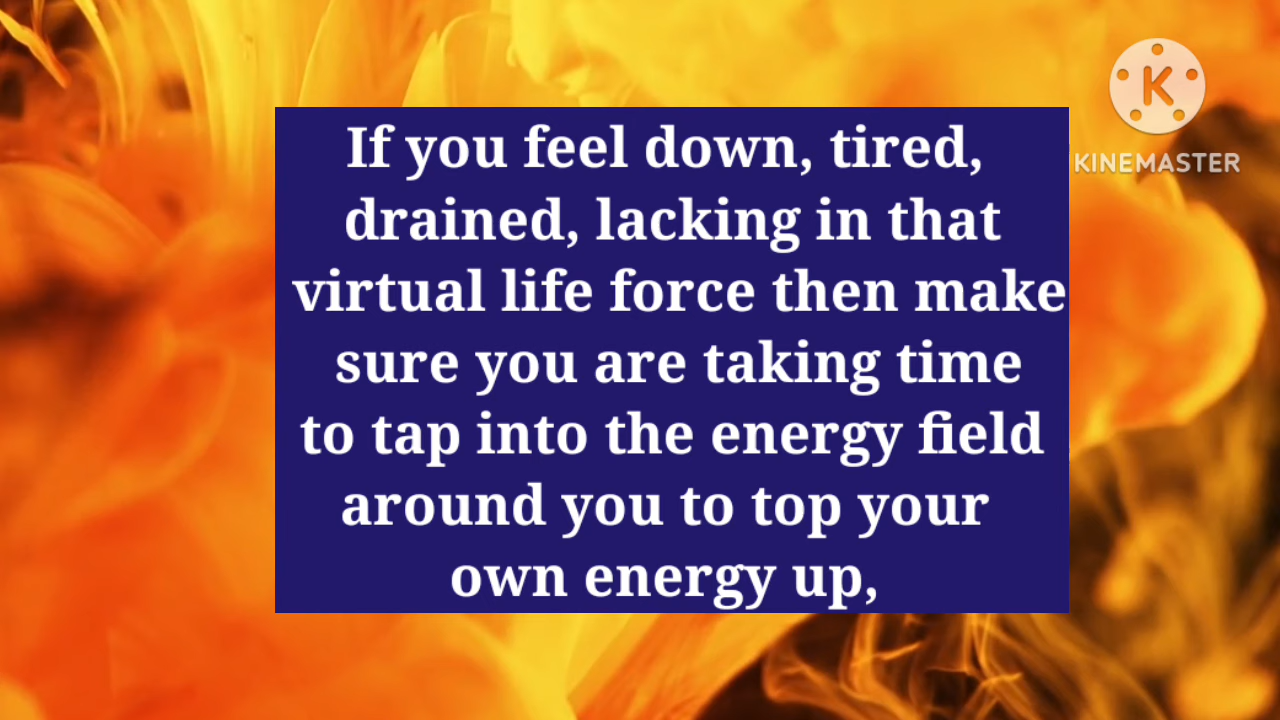 If you feel down, tired,
drained, lacking in that
virtual life force then make
sure you are taking time
to tap into the energy field
around you to top your
own energy up,
K
KINEMASTER